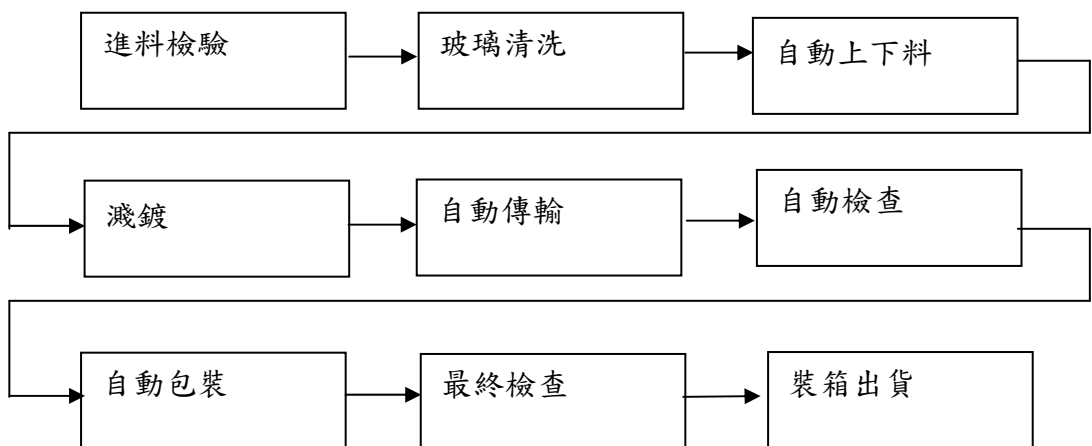 進料檢驗
玻璃清洗
自動上下料
濺鍍
自動傳輸
自動檢查
自動包裝
最終檢查
裝箱出貨